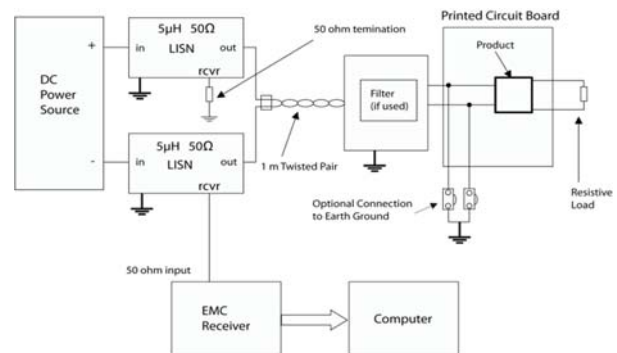 Printed Circuit Board
5µH 50Ω
LISN
in
out
rcvr
50 ohm temination
Product
+
DC
Power
Source
-
Filter
(if used)
5µH 50Ω
LISN
in
out
rcvr
1 m Twisted Pair
Optional Connection
to Earth Ground
Resistive
Load
50 ohm input
EMC
Receiver
Computer